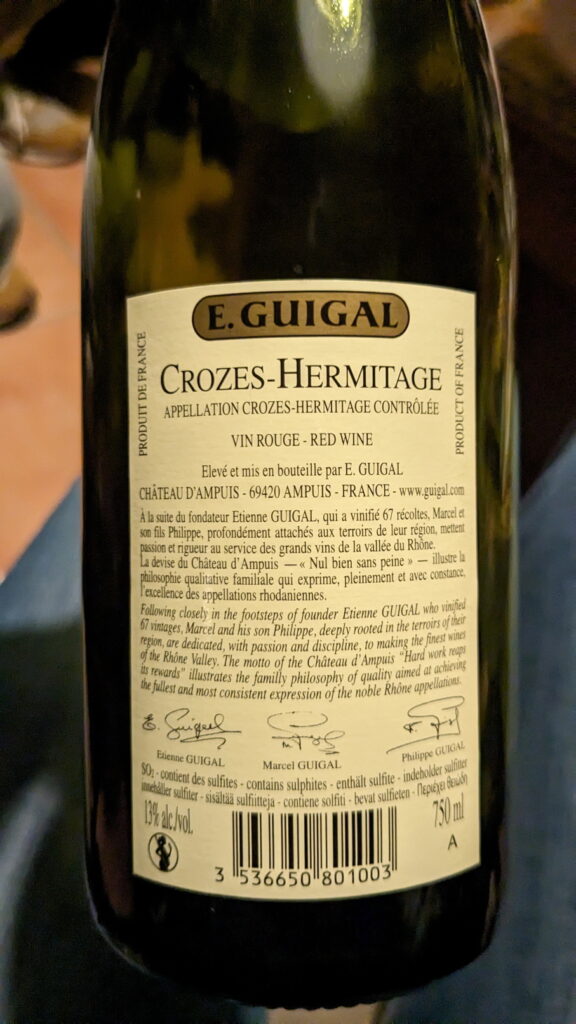 E. GUIGAL
CROZES-HERMITAGE
APPELLATION CROZES-HERMITAGE CONTRÔLÉE
VIN ROUGE - RED WINE
Elevé et mis en bouteille par E. GUIGAL
CHÂTEAU D'AMPUIS - 69420 AMPUIS - FRANCE - www.guigal.com
PRODUIT DE FRANCE
PRODUCT OF FRANCE
À la suite du fondateur Etienne GUIGAL, qui a vinifié 67 récoltes, Marcel et
son fils Philippe, profondément attachés aux terroirs de leur région, mettent
passion et rigueur au service des grands vins de la vallée du Rhône.
La devise du Château d'Ampuis — « Nul bien sans peine » — illustre la
philosophie qualitative familiale qui exprime, pleinement et avec constance,
l'excellence des appellations rhodaniennes.
Following closely in the footsteps of founder Etienne GUIGAL who vinified
67 vintages, Marcel and his son Philippe, deeply rooted in the terroirs of their
region, are dedicated, with passion and discipline, to making the finest wines
of the Rhône Valley. The motto of the Château d'Ampuis "Hard work reaps
its rewards" illustrates the familly philosophy of quality aimed at achieving
the fullest and most consistent expression of the noble Rhône appellations.
E. Guigal
Etienne GUIGAL
Marcel GUIGAL
Philippe GUIGAL
SO₂ - contient des sulfites - contains sulphites - enthält sulfite - indeholder sulfitter
innehåller sulfiter - sisältää sulfiitteja - contiene solfiti - bevat sulfieten - Περιέχει θειώδη
13% alc./vol.
750 ml
A
3 536650 801003